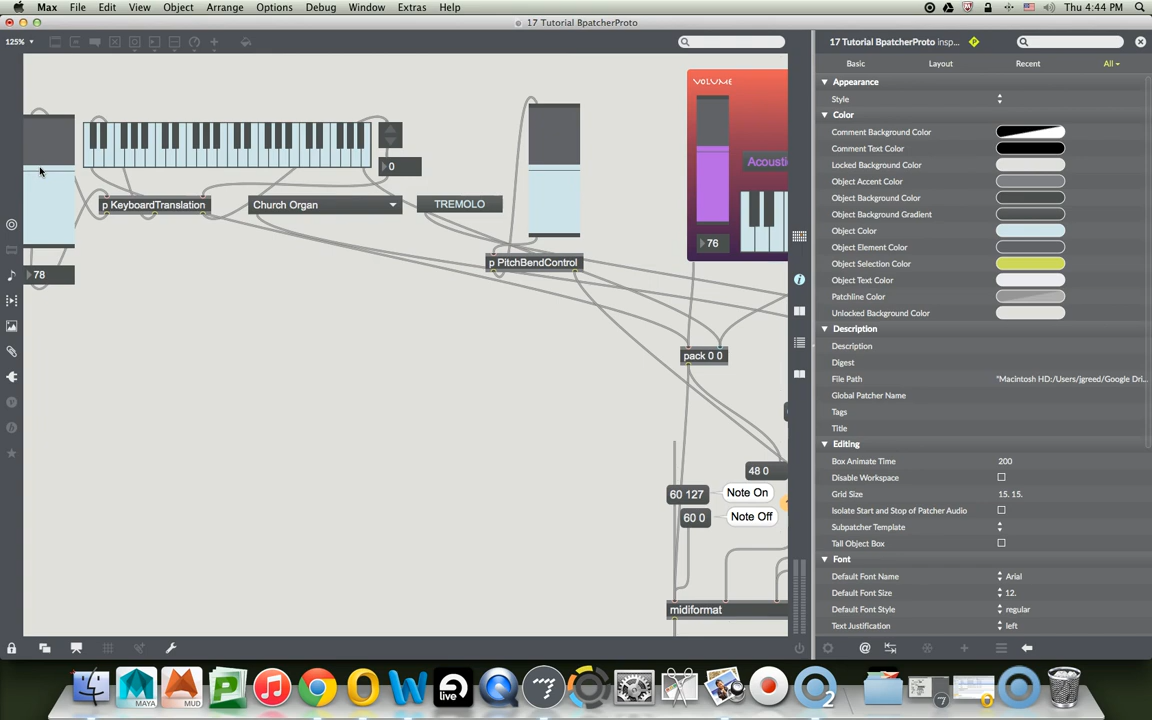 Max File Edit View Object Arrange Options Debug Window Extras Help
Thu 4:44 PM
17 Tutorial BpatcherProto
125%
17 Tutorial BpatcherProto insp...
Basic Layout Recent All
Appearance
Style
Color
Comment Background Color
Comment Text Color
Locked Background Color
Object Accent Color
Object Background Color
Object Background Gradient
Object Color
Object Element Color
Object Selection Color
Object Text Color
Patchline Color
Unlocked Background Color
Description
Description
Digest
File Path "Macintosh HD:/Users/jgreed/Google Dri...
Global Patcher Name
Tags
Title
Editing
Box Animate Time 200
Disable Workspace
Grid Size 15. 15.
Isolate Start and Stop of Patcher Audio
Subpatcher Template
Tall Object Box
Font
Default Font Name Arial
Default Font Size 12.
Default Font Style regular
Text Justification left
VOLUME
Acousti
76
0
p KeyboardTranslation
Church Organ
TREMOLO
78
p PitchBendControl
pack 0 0
48 0
60 127
Note On
60 0
Note Off
midiformat
MAYA
MUD
live
7
2
7